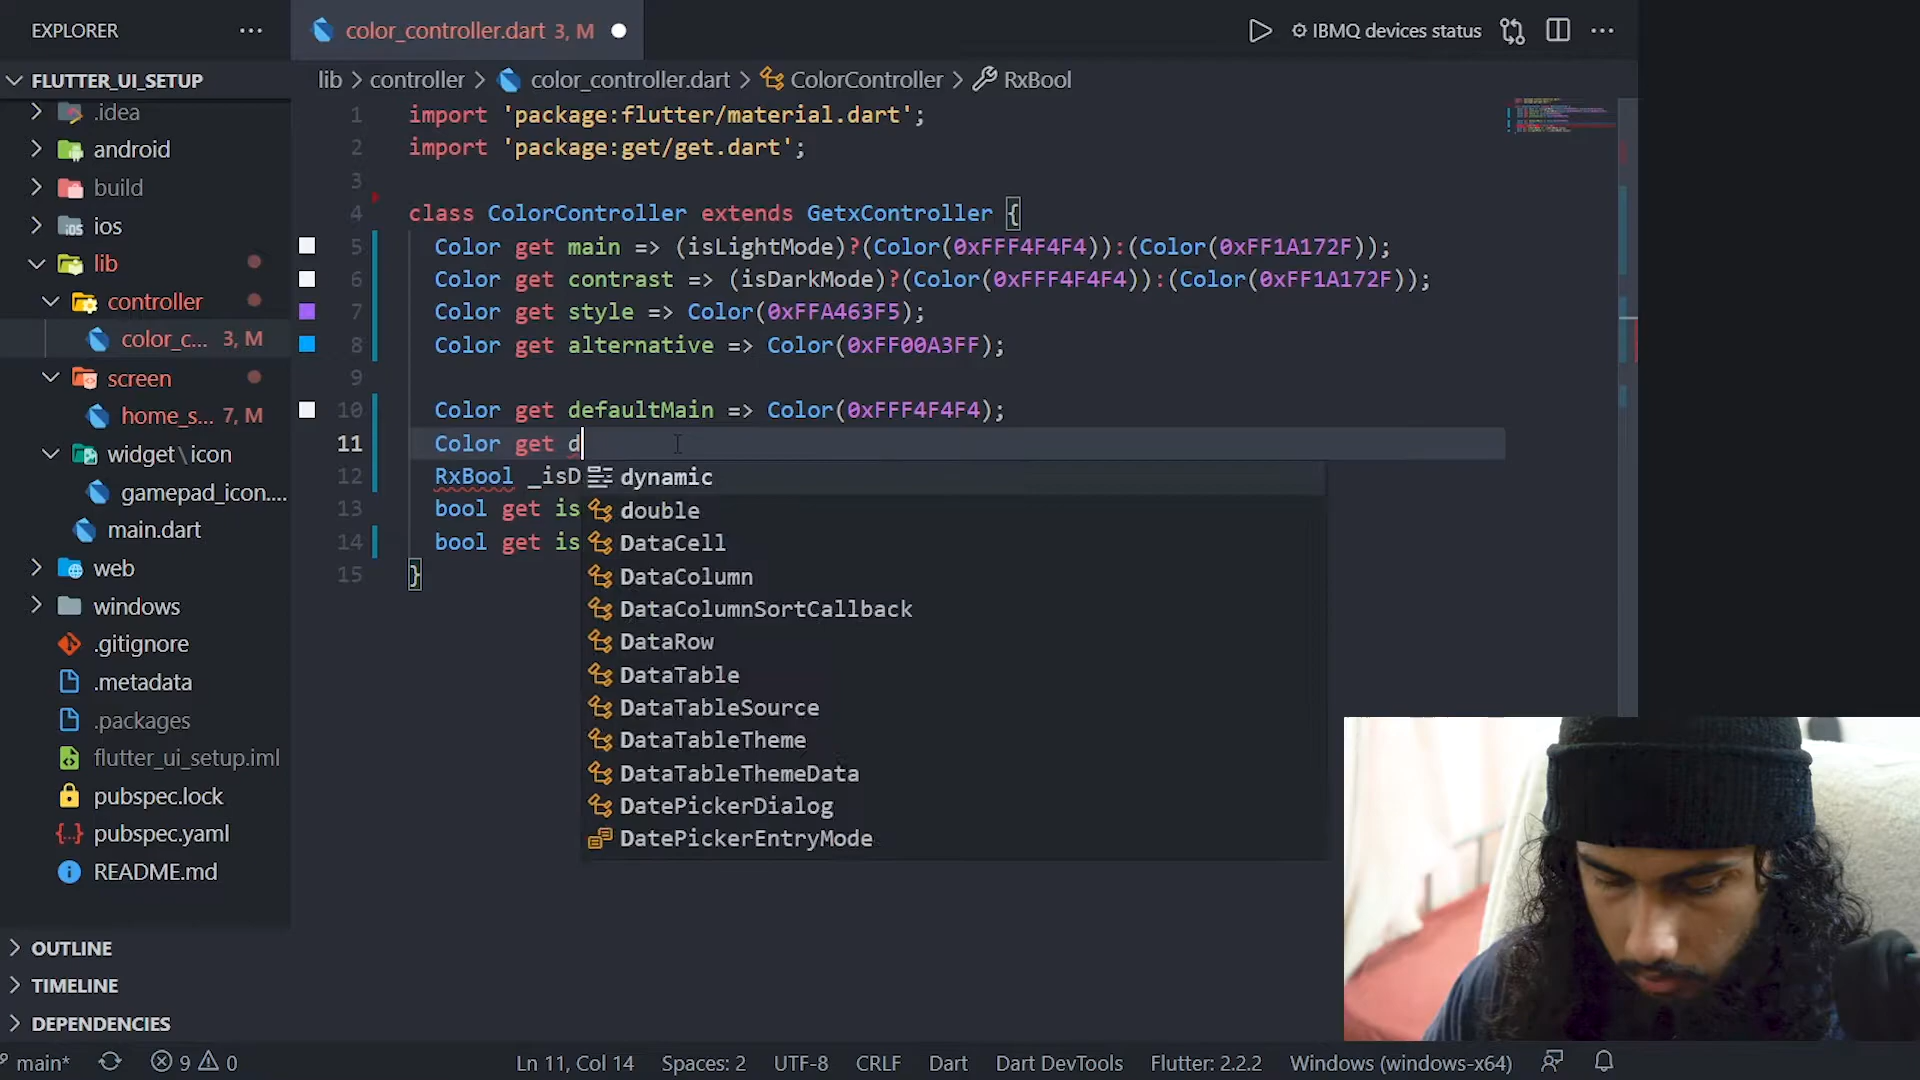 EXPLORER
color_controller.dart 3, M
IBMQ devices status
FLUTTER_UI_SETUP
lib > controller > color_controller.dart > ColorController > RxBool
.idea
android
build
ios
lib
controller
color_c... 3, M
screen
home_s... 7, M
widget\icon
gamepad_icon....
main.dart
web
windows
.gitignore
.metadata
.packages
flutter_ui_setup.iml
pubspec.lock
pubspec.yaml
README.md
OUTLINE
TIMELINE
DEPENDENCIES
1 import 'package:flutter/material.dart';
2 import 'package:get/get.dart';
3
4 class ColorController extends GetxController {
5 Color get main => (isLightMode)?(Color(0xFFF4F4F4)):(Color(0xFF1A172F));
6 Color get contrast => (isDarkMode)?(Color(0xFFF4F4F4)):(Color(0xFF1A172F));
7 Color get style => Color(0xFFA463F5);
8 Color get alternative => Color(0xFF00A3FF);
9
10 Color get defaultMain => Color(0xFFF4F4F4);
11 Color get d
12 RxBool _isD
13 bool get is
14 bool get is
15 }
dynamic
double
DataCell
DataColumn
DataColumnSortCallback
DataRow
DataTable
DataTableSource
DataTableTheme
DataTableThemeData
DatePickerDialog
DatePickerEntryMode
main* 9 0
Ln 11, Col 14
Spaces: 2
UTF-8
CRLF
Dart
Dart DevTools
Flutter: 2.2.2
Windows (windows-x64)